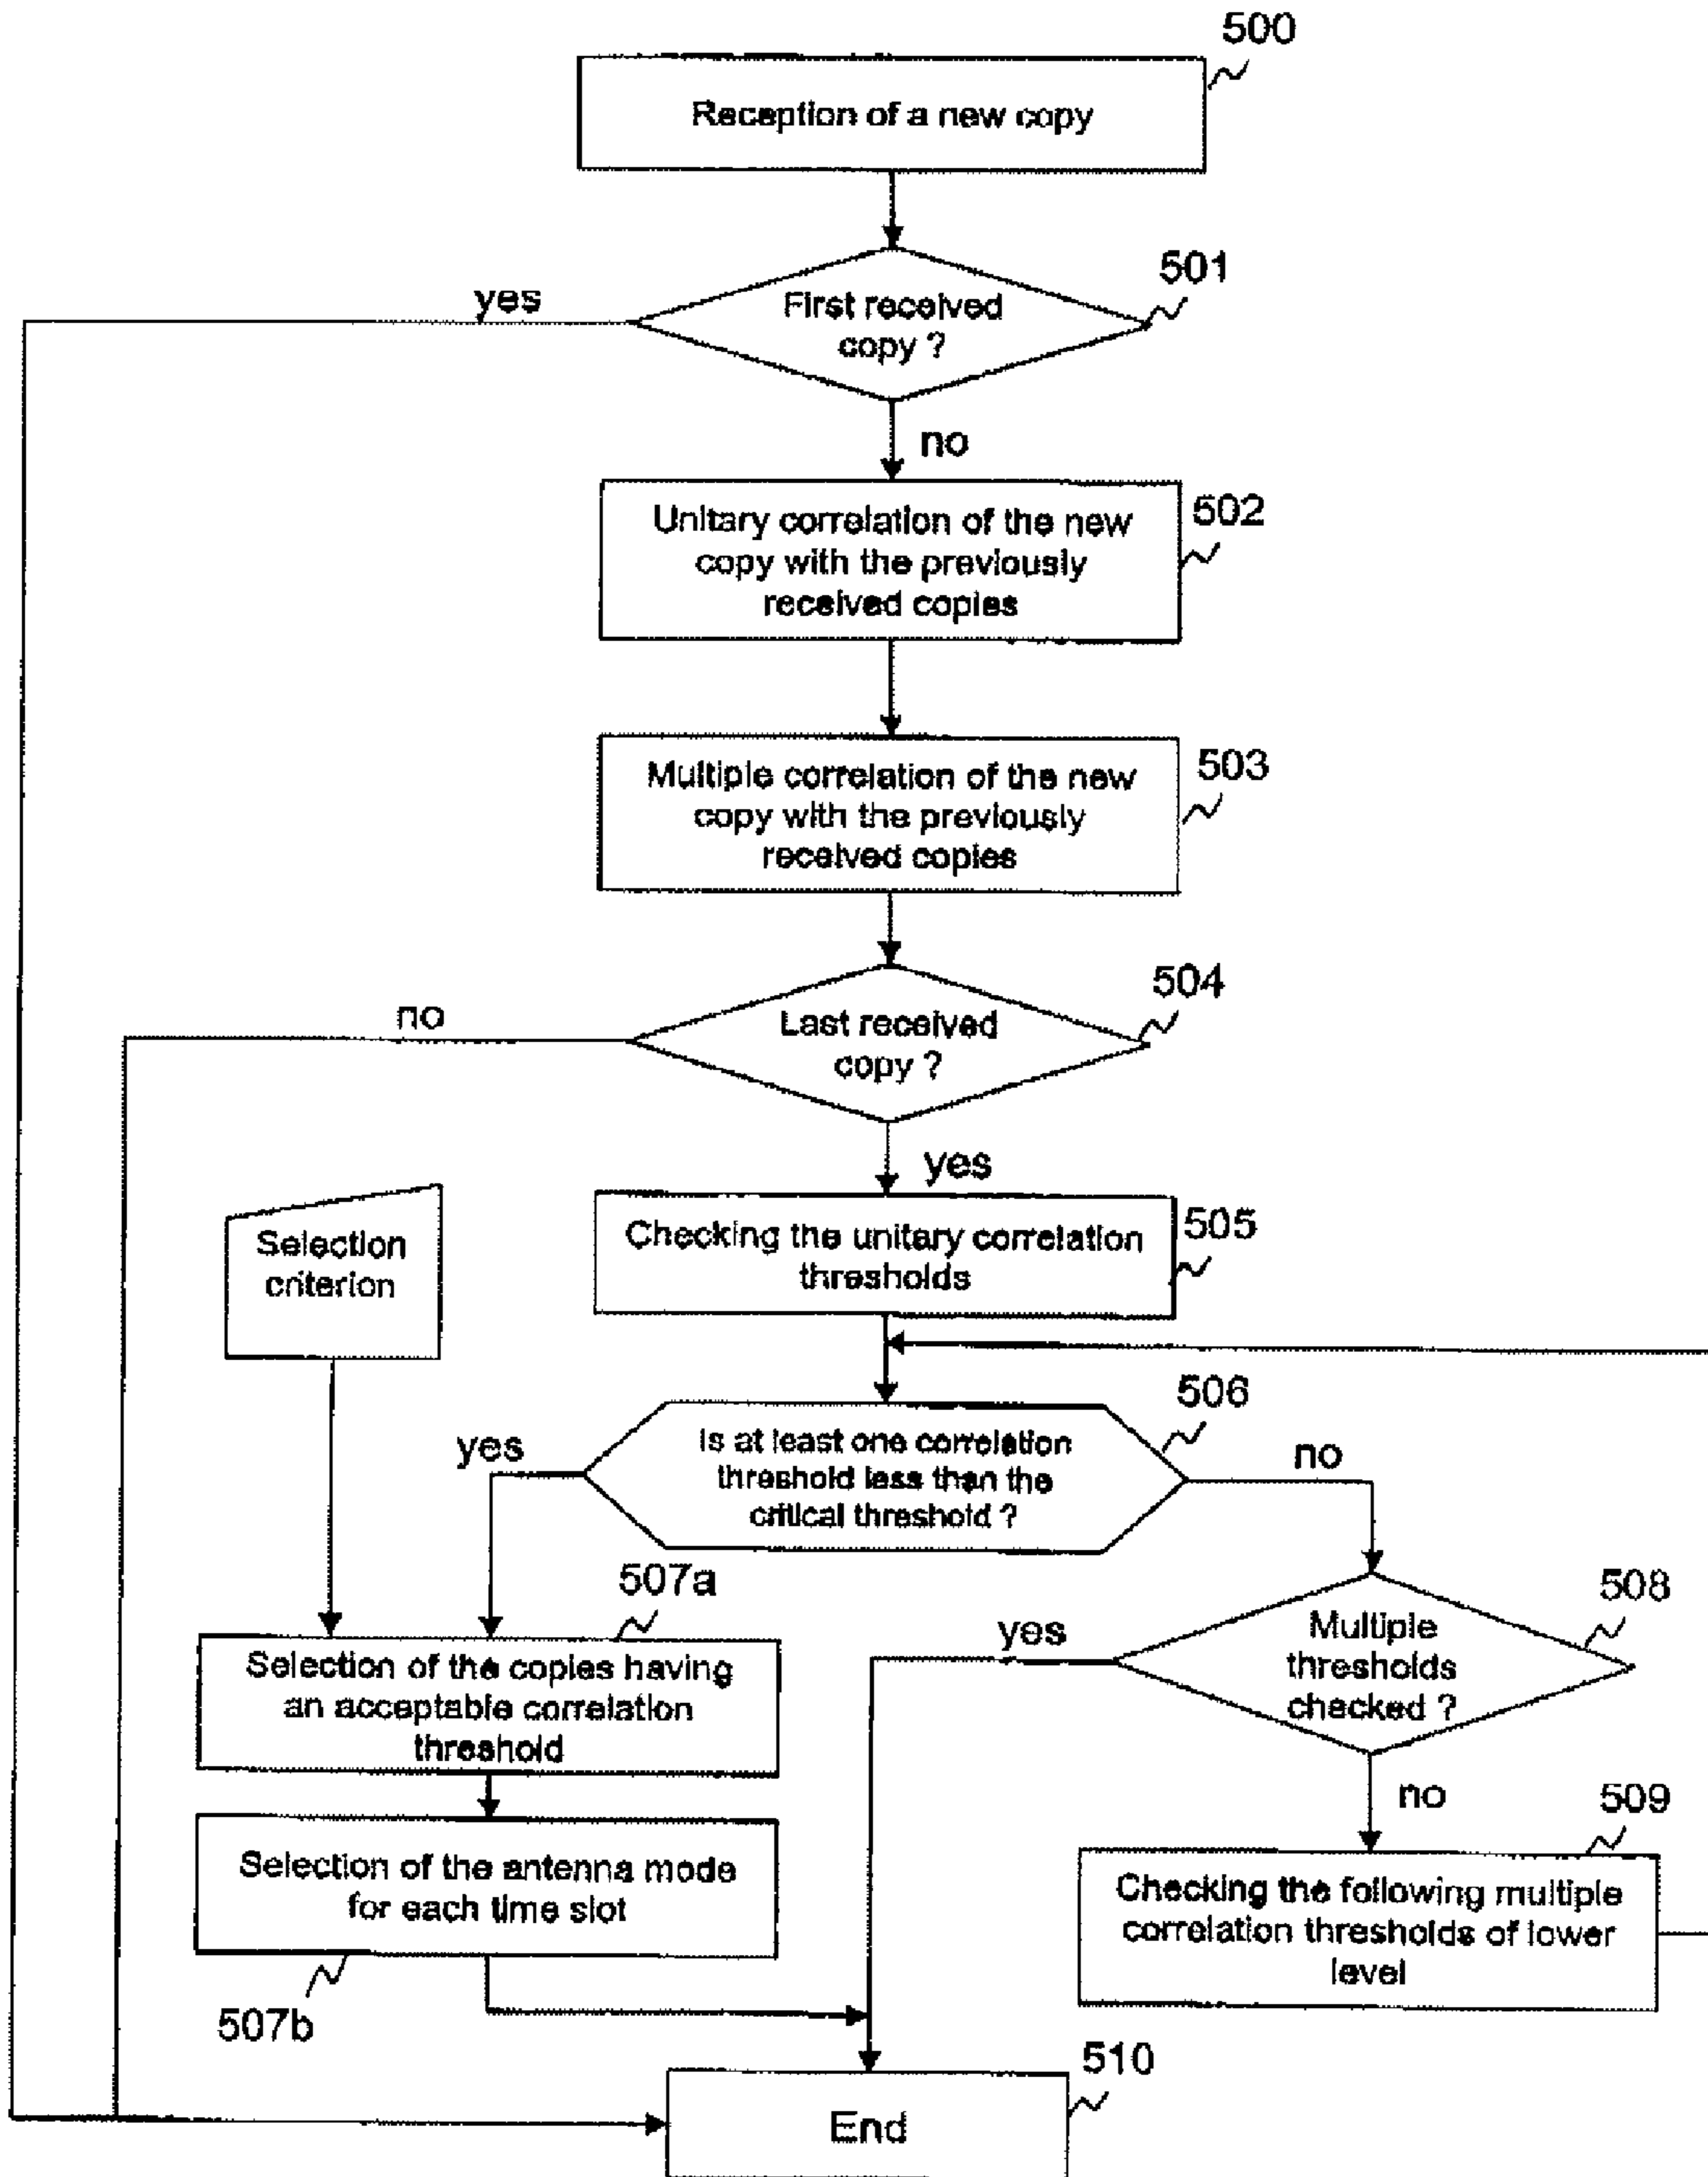 500
Reception of a new copy
501
yes
First received
copy ?
no
502
Unitary correlation of the new
copy with the previously
received copies
503
Multiple correlation of the new
copy with the previously
received copies
504
no
Last received
copy ?
yes
505
Selection
criterion
Checking the unitary correlation
thresholds
506
yes
Is at least one correlation
threshold less than the
critical threshold ?
no
507a
508
Selection of the copies having
an acceptable correlation
threshold
yes
Multiple
thresholds
checked ?
no
509
Selection of the antenna mode
for each time slot
Checking the following multiple
correlation thresholds of lower
level
507b
510
End